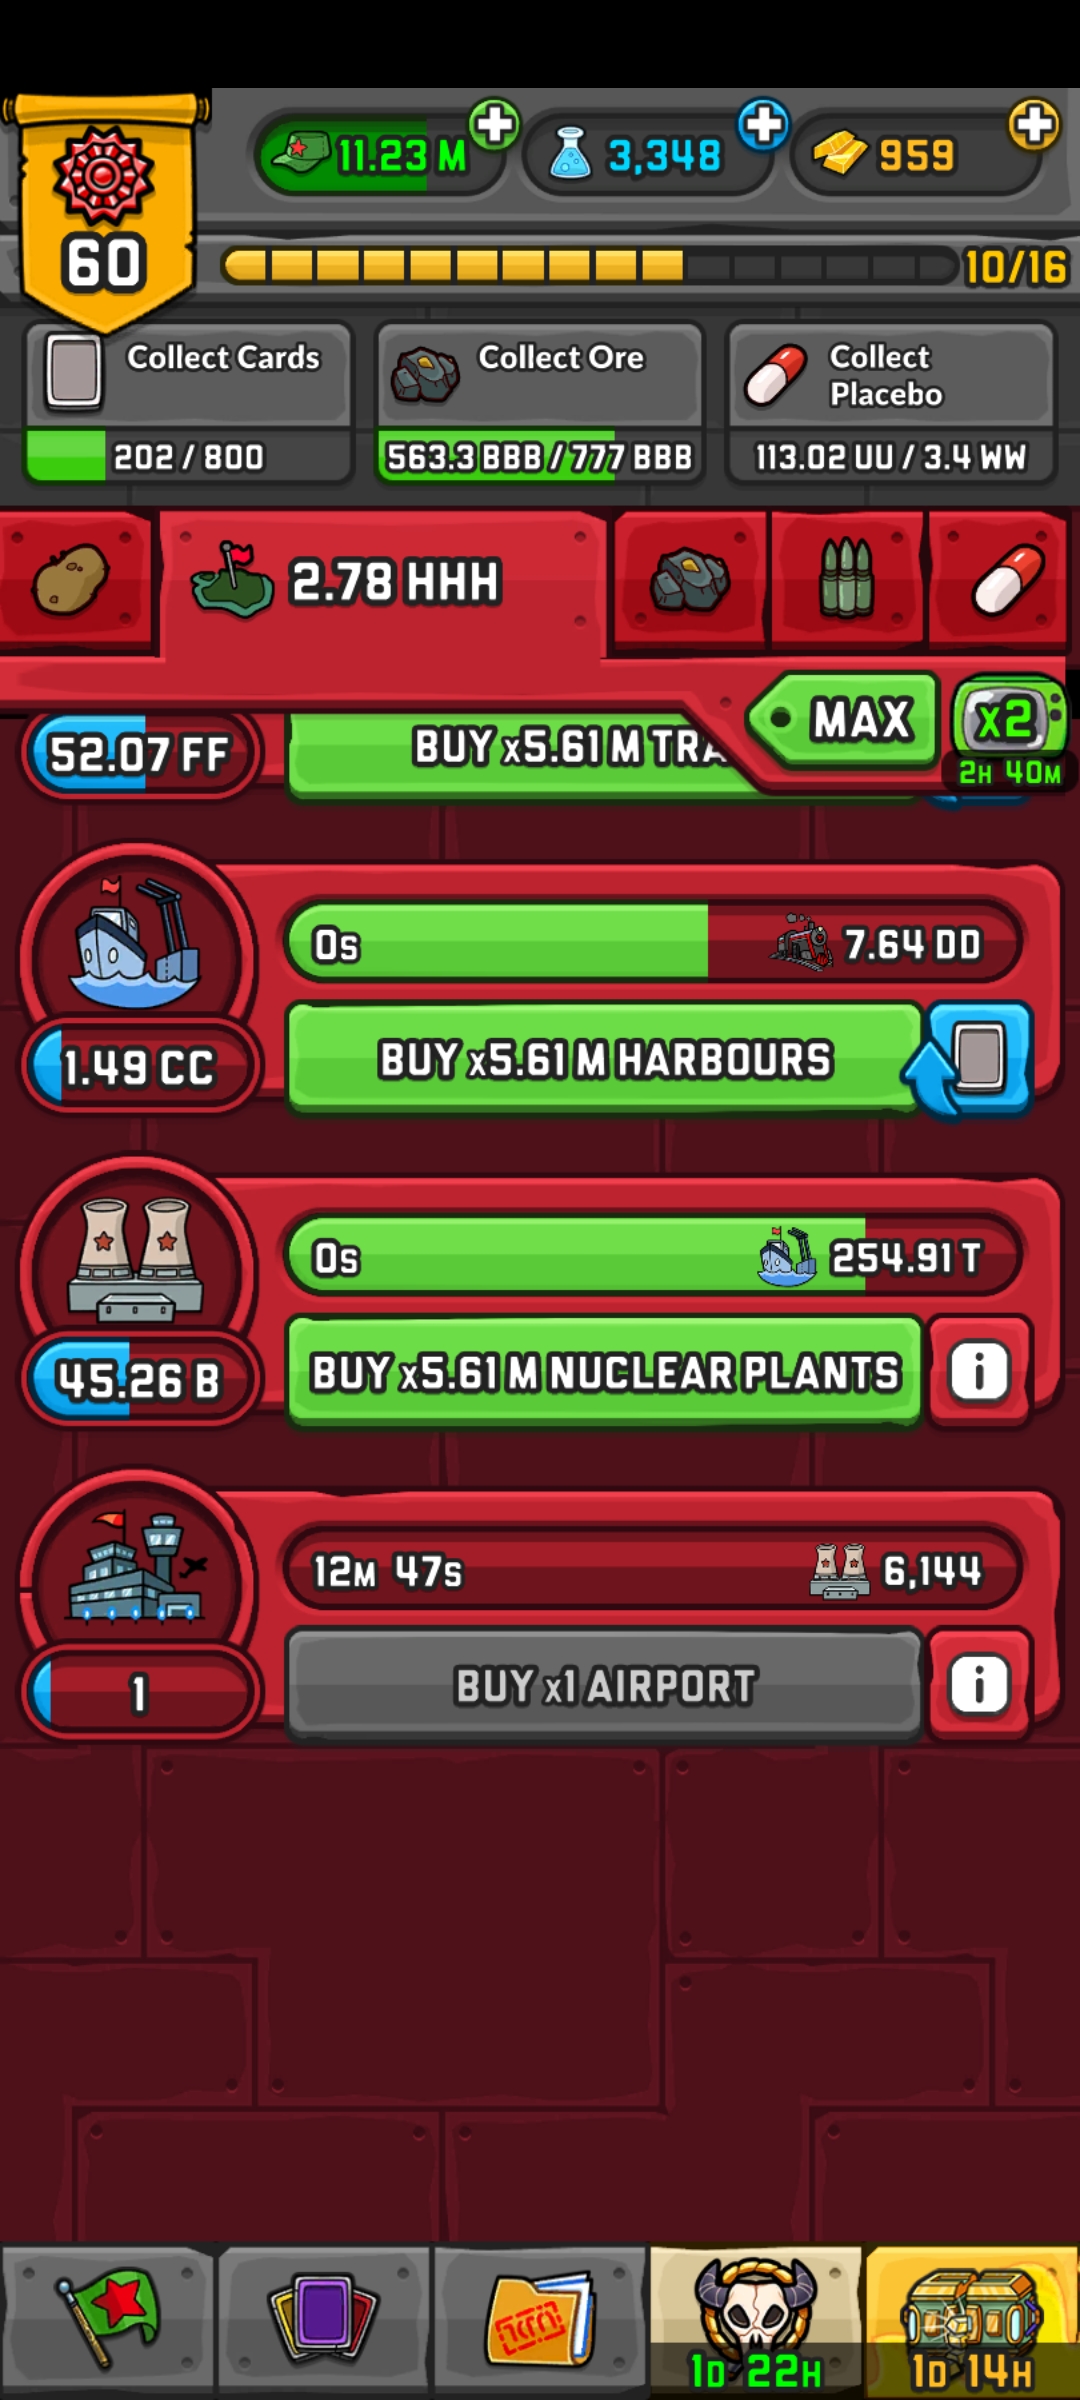 11.23 M
3,348
959
60
10/16
Collect Cards
202 / 800
Collect Ore
563.3 BBB / 777 BBB
Collect
Placebo
113.02 UU / 3.4 WW
2.78 HHH
MAX
x2
2H 40M
52.07 FF
BUY x5.61 M TRA
0s
7.64 DD
1.49 CC
BUY x5.61 M HARBOURS
0s
254.91 T
45.26 B
BUY x5.61 M NUCLEAR PLANTS
i
12M 47s
6,144
1
BUY x1 AIRPORT
i
1D 22H
1D 14H